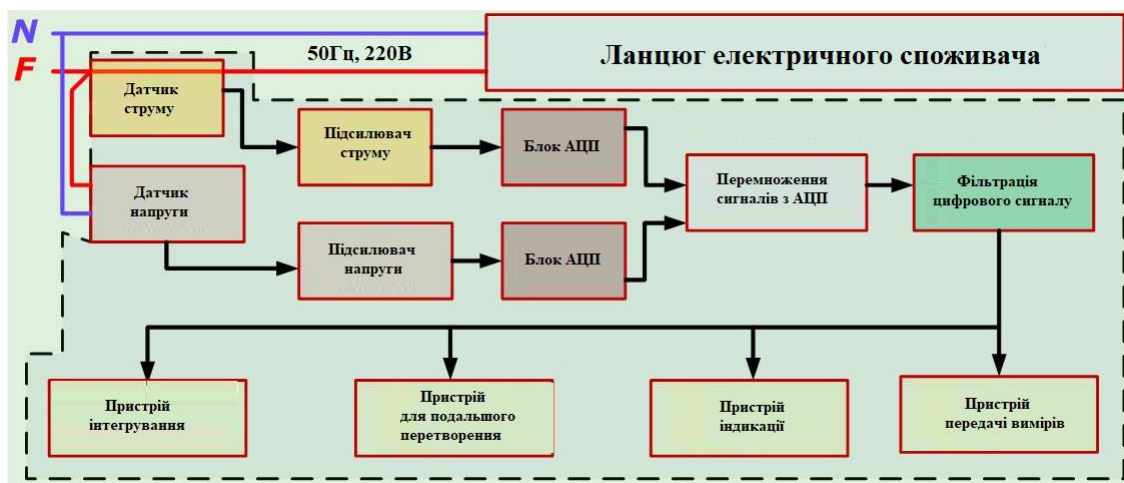 N
50Гц, 220В
Ланцюг електричного споживача
F
Датчик
струму
Підсилювач
струму
Блок АЦП
Перемноження
сигналів з АЦП
Фільтрація
цифрового сигналу
Датчик
напруги
Підсилювач
напруги
Блок АЦП
Пристрій
інтегрування
Пристрій
для подальшого
перетворення
Пристрій
індикації
Пристрій
передачі вимірів